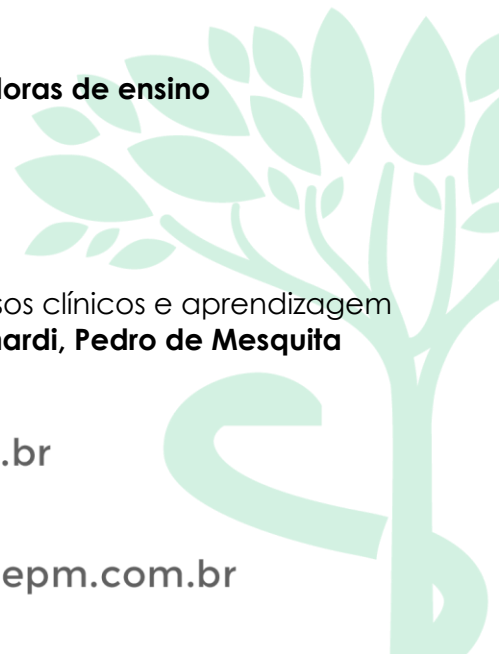 doras de ensino
sos clínicos e aprendizagem
nardi, Pedro de Mesquita
.br
epm.com.br